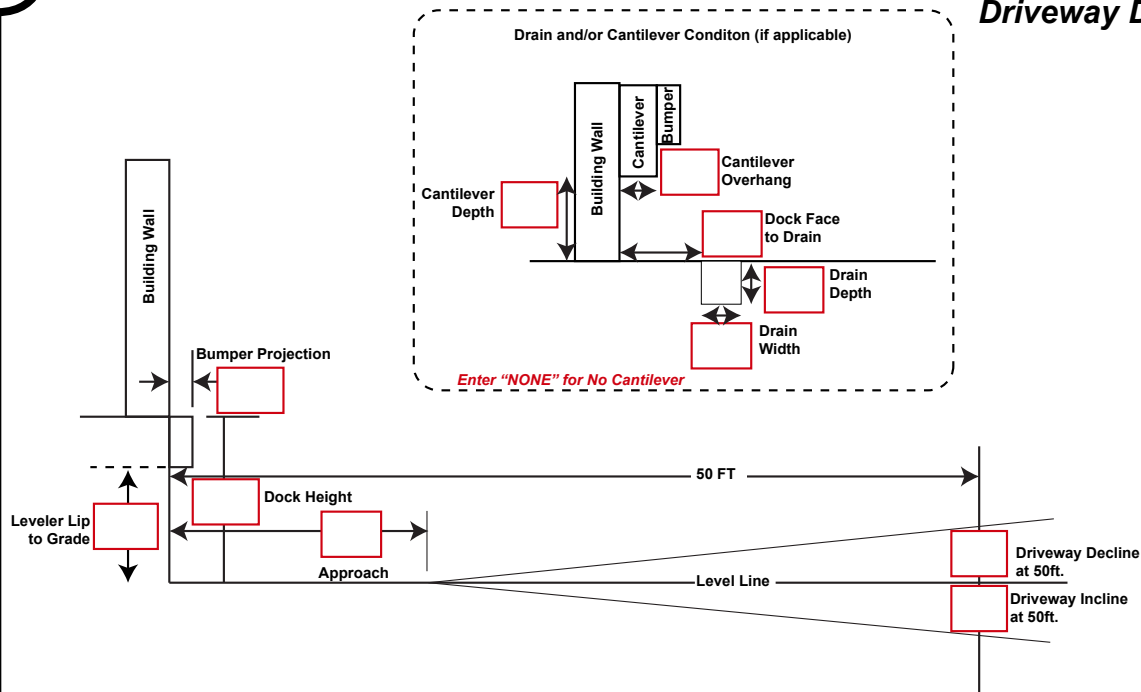 Driveway D
Drain and/or Cantilever Conditon (if applicable)
Building Wall
Cantilever
Bumper
Cantilever
Overhang
Cantilever
Depth
Dock Face
to Drain
Drain
Depth
Drain
Width
Enter “NONE” for No Cantilever
Building Wall
Bumper Projection
50 FT
Dock Height
Leveler Lip
to Grade
Approach
Level Line
Driveway Decline
at 50ft.
Driveway Incline
at 50ft.